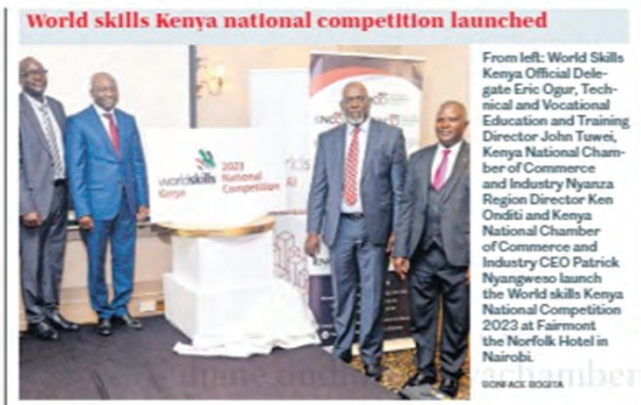 World skills Kenya national competition launched
From left: World Skills
Kenya Official Dele-
gate Eric Ogur, Tech-
nical and Vocational
Education and Training
Director John Tuwei,
Kenya National Cham-
ber of Commerce
and Industry Nyanza
Region Director Ken
Onditi and Kenya
National Chamber
of Commerce and
Industry CEO Patrick
Nyangweso launch
the World skills Kenya
National Competition
2023 at Fairmont
the Norfolk Hotel in
Nairobi.
BONFACE BOGITA
worldskills
Kenya
2023
National
Competition